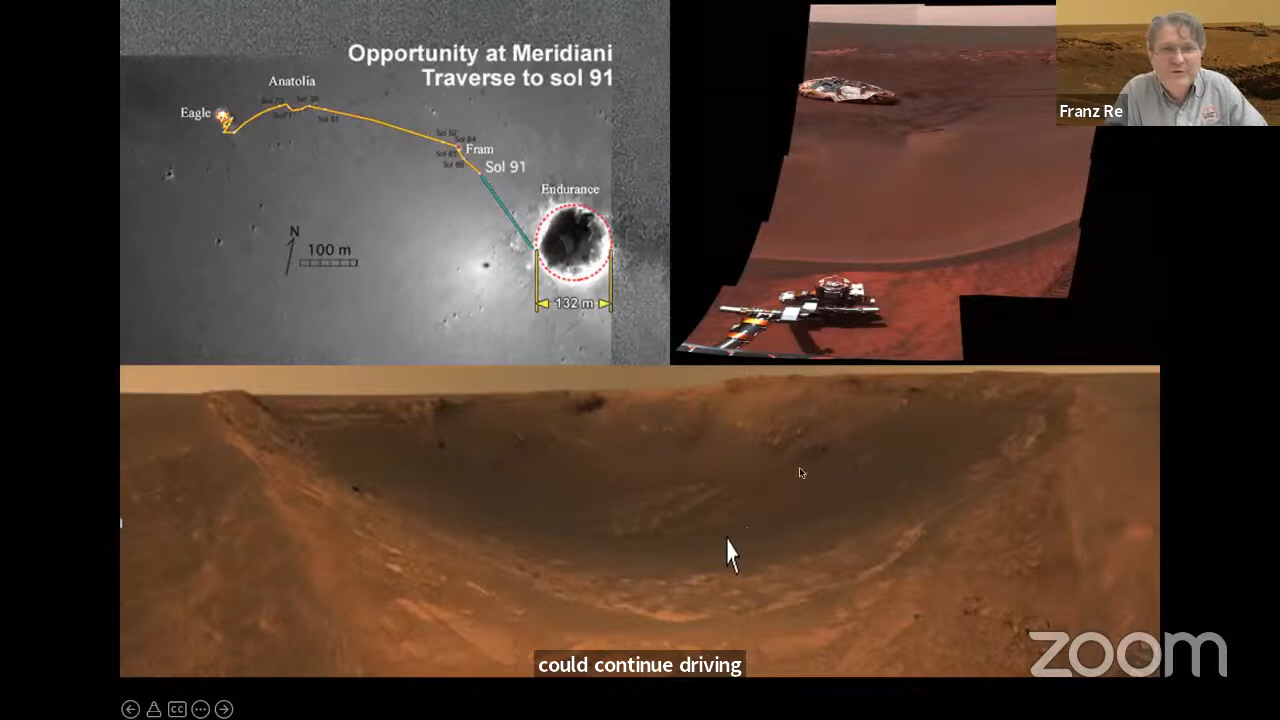 Opportunity at Meridiani
Traverse to sol 91
Anatolia
Eagle
Fram
Sol 91
Endurance
N
100 m
132 m
Franz Re
could continue driving
zoom
CC